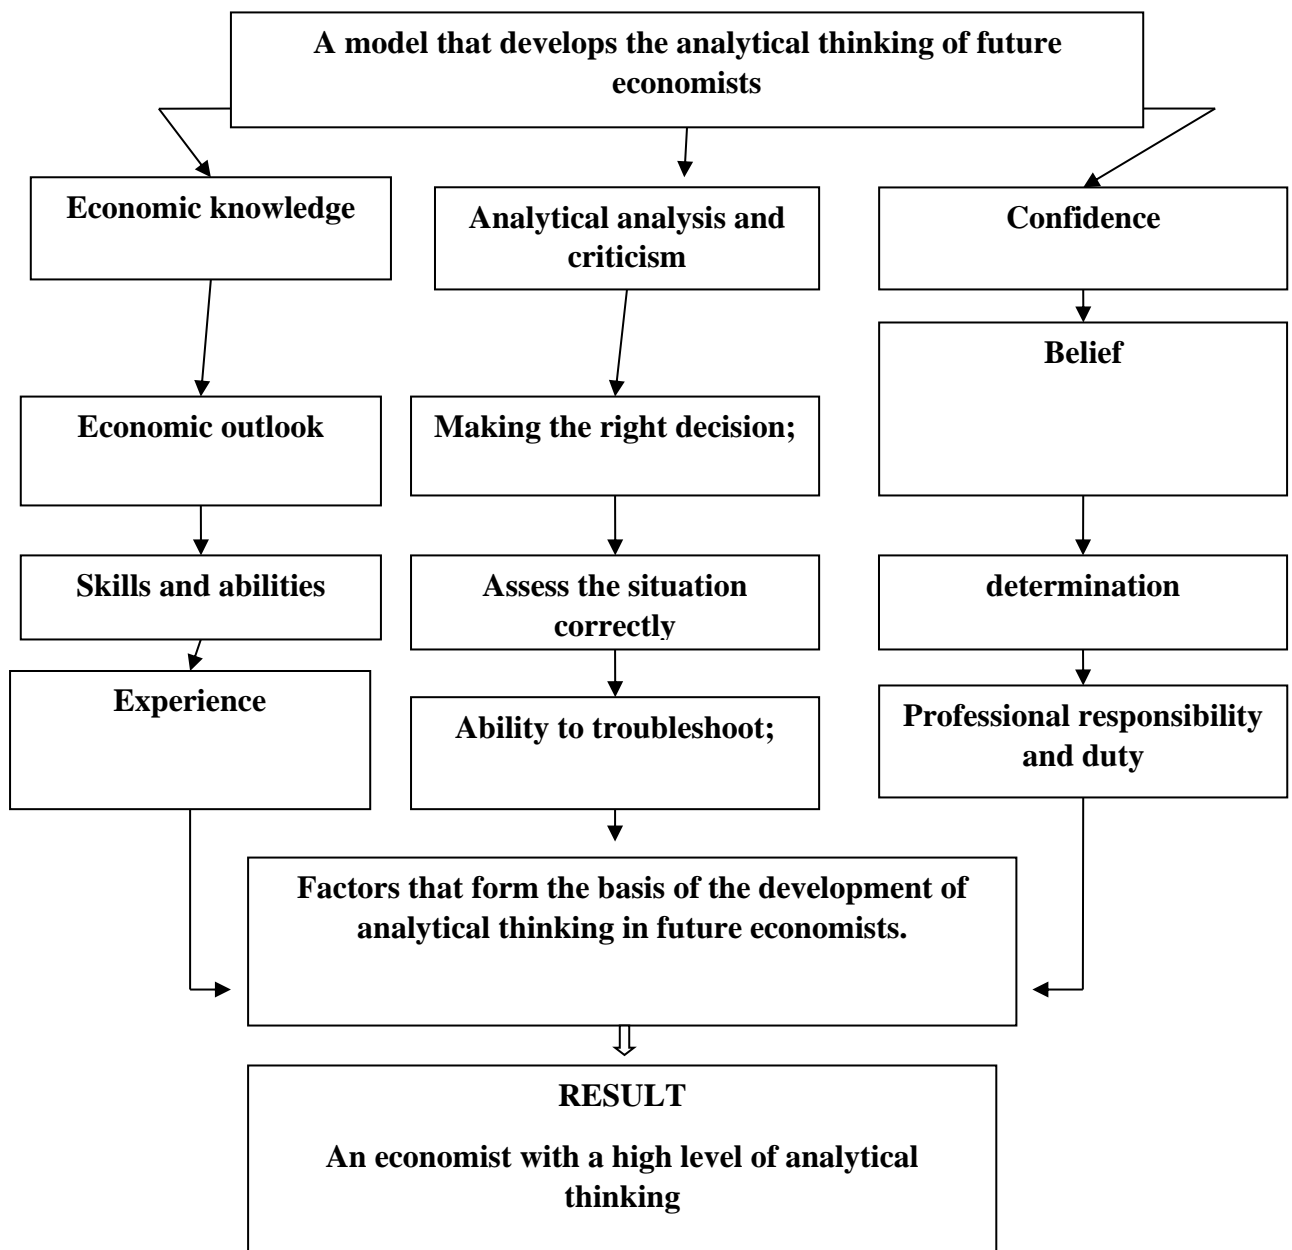 A model that develops the analytical thinking of future
economists
Economic knowledge
Analytical analysis and
criticism
Confidence
Belief
Economic outlook
Making the right decision;
Skills and abilities
Assess the situation
correctly
determination
Experience
Ability to troubleshoot;
Professional responsibility
and duty
Factors that form the basis of the development of
analytical thinking in future economists.
RESULT
An economist with a high level of analytical
thinking